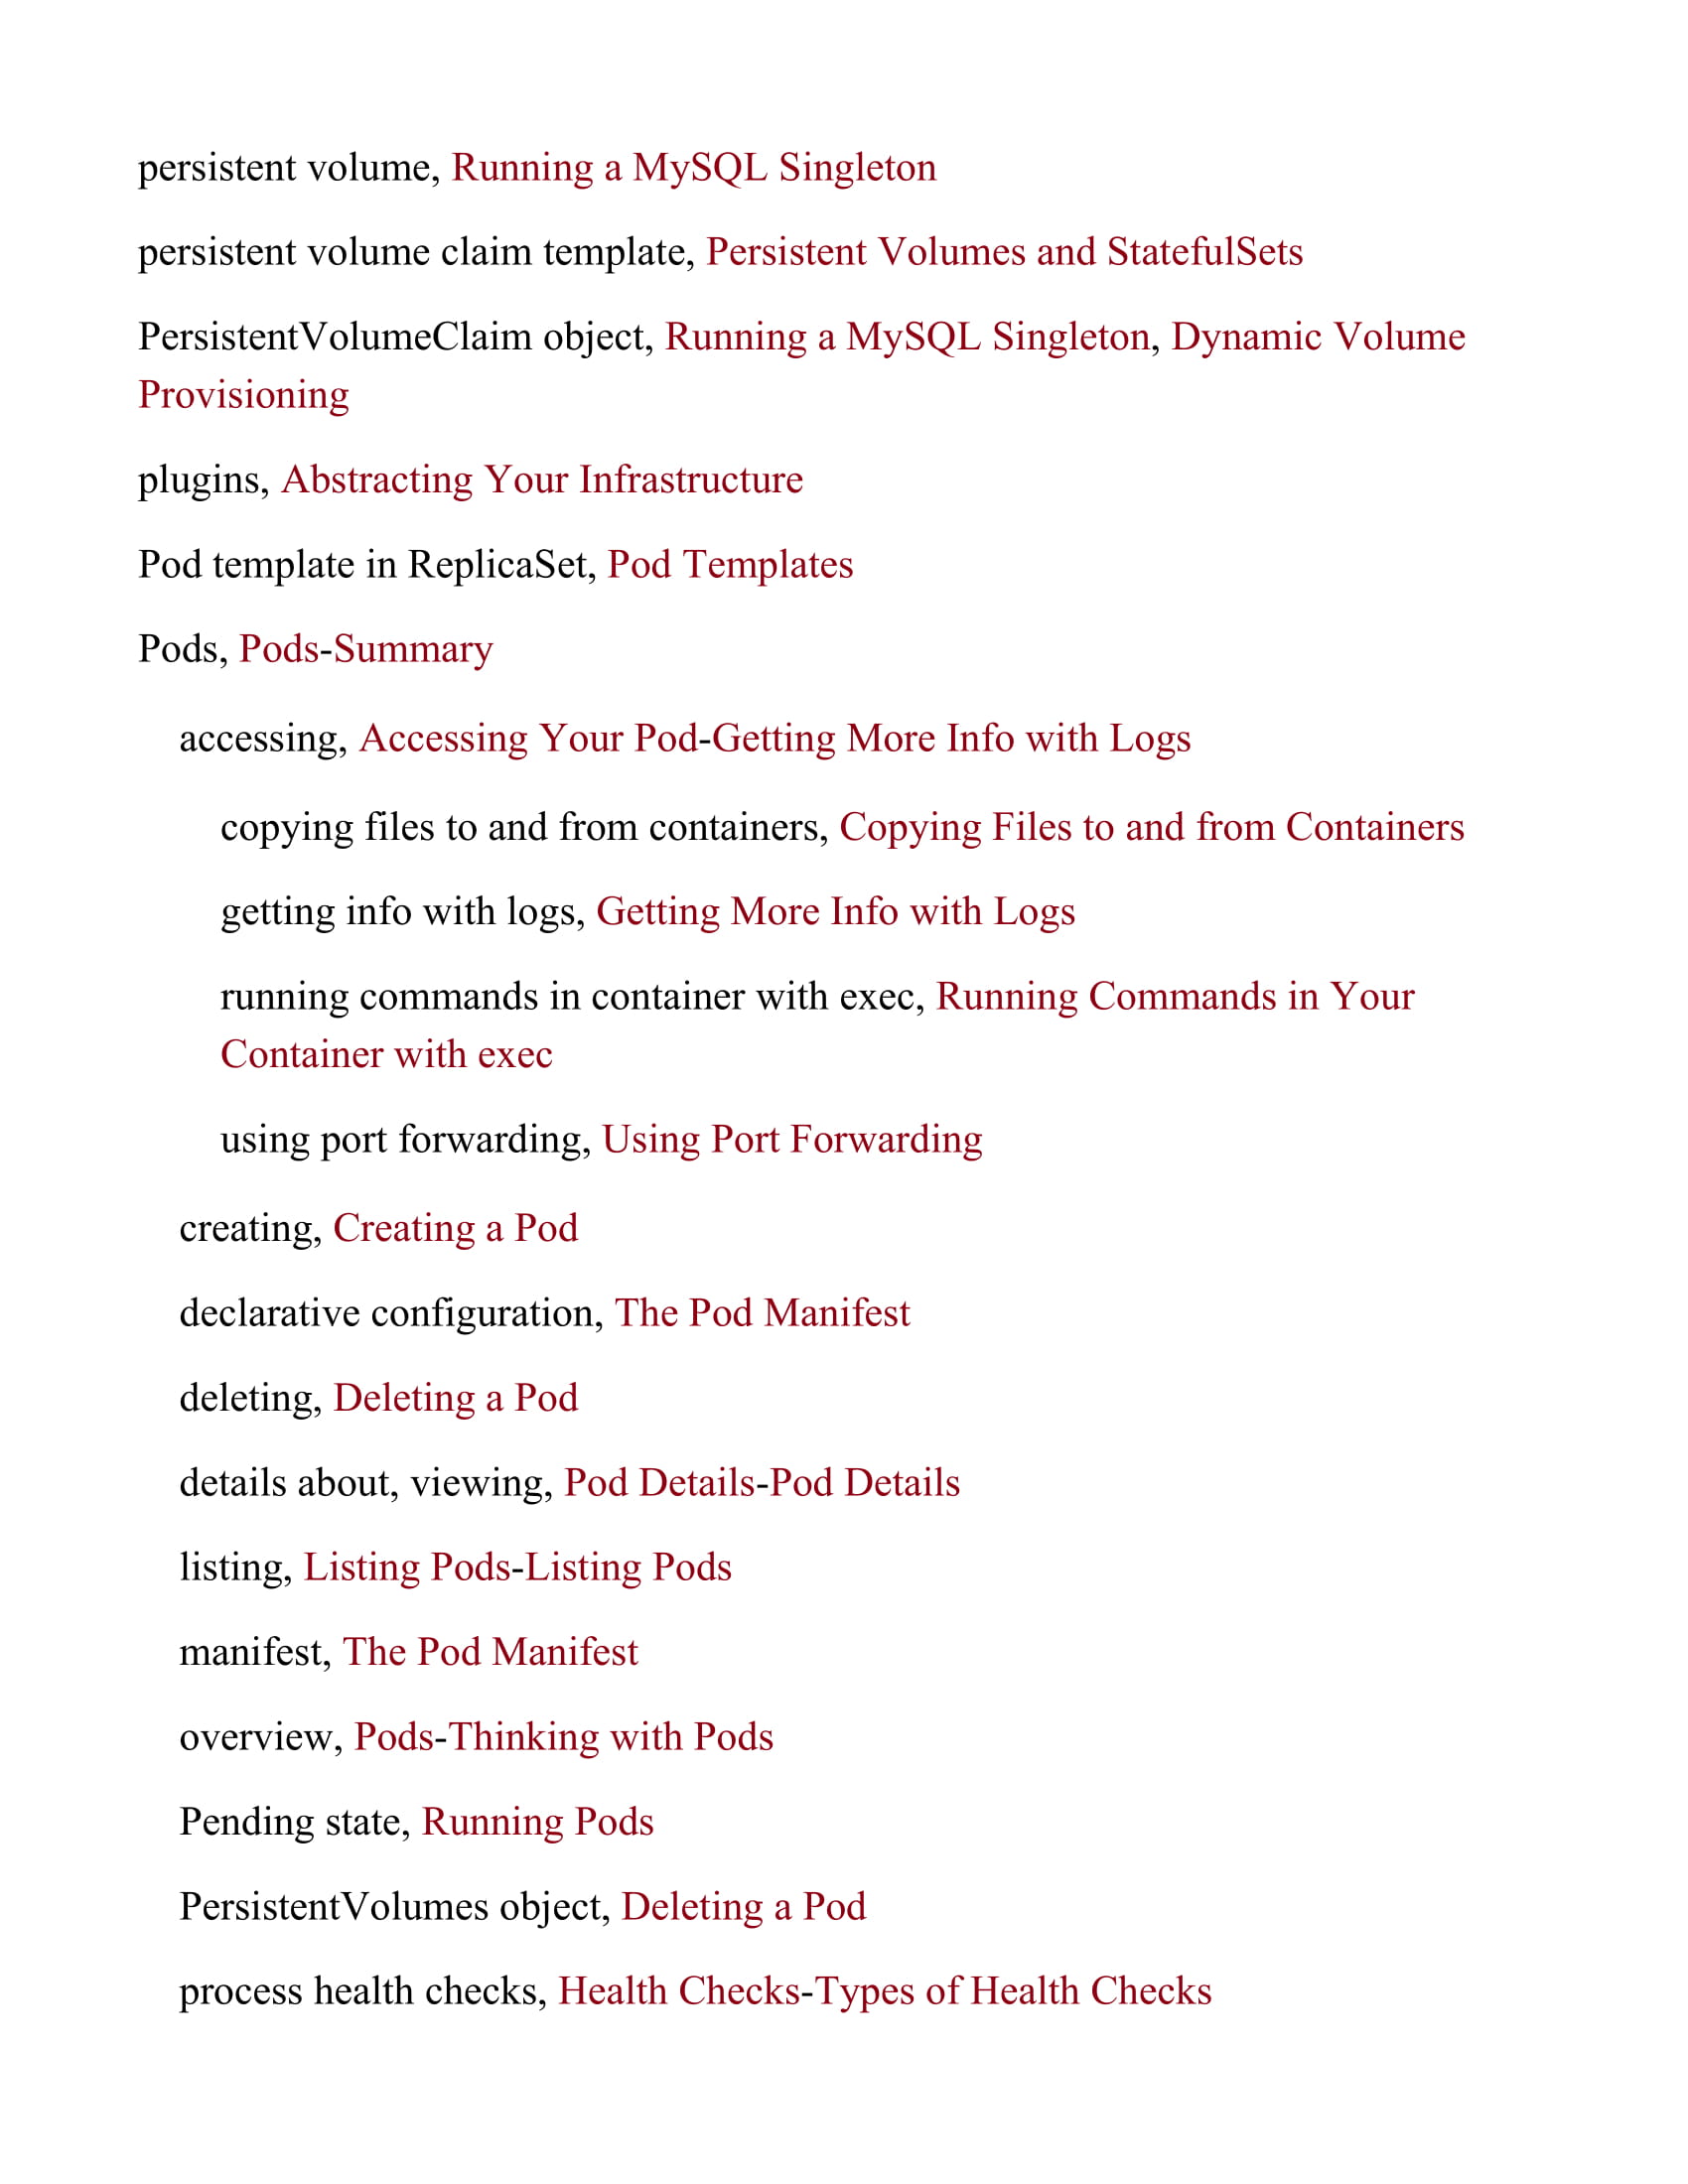 persistent volume, Running a MySQL Singleton
persistent volume claim template, Persistent Volumes and StatefulSets
PersistentVolumeClaim object, Running a MySQL Singleton, Dynamic Volume
Provisioning
plugins, Abstracting Your Infrastructure
Pod template in ReplicaSet, Pod Templates
Pods, Pods-Summary
accessing, Accessing Your Pod-Getting More Info with Logs
copying files to and from containers, Copying Files to and from Containers
getting info with logs, Getting More Info with Logs
running commands in container with exec, Running Commands in Your
Container with exec
using port forwarding, Using Port Forwarding
creating, Creating a Pod
declarative configuration, The Pod Manifest
deleting, Deleting a Pod
details about, viewing, Pod Details-Pod Details
listing, Listing Pods-Listing Pods
manifest, The Pod Manifest
overview, Pods-Thinking with Pods
Pending state, Running Pods
PersistentVolumes object, Deleting a Pod
process health checks, Health Checks-Types of Health Checks